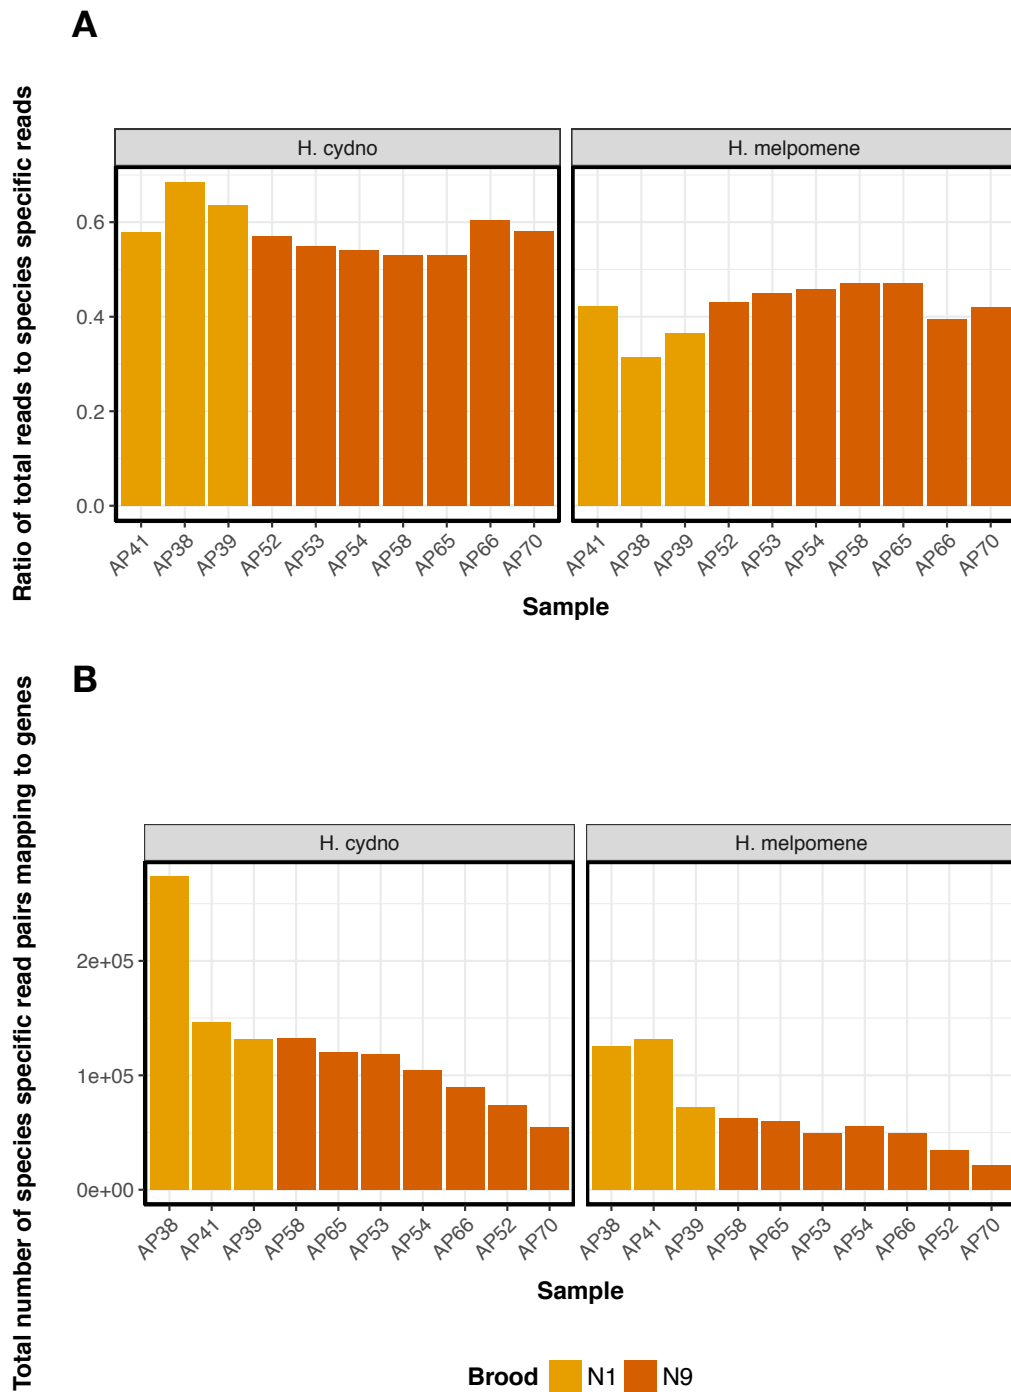 A
Ratio of total reads to species specific reads
H. cydno
H. melpomene
0.6
0.4
0.2
0.0
AP41 AP38 AP39 AP52 AP53 AP54 AP58 AP65 AP66 AP70
AP41 AP38 AP39 AP52 AP53 AP54 AP58 AP65 AP66 AP70
Sample
B
Total number of species specific read pairs mapping to genes
H. cydno
H. melpomene
2e+05
1e+05
0e+00
AP38 AP41 AP39 AP58 AP65 AP53 AP54 AP66 AP52 AP70
AP38 AP41 AP39 AP58 AP65 AP53 AP54 AP66 AP52 AP70
Sample
Brood N1 N9